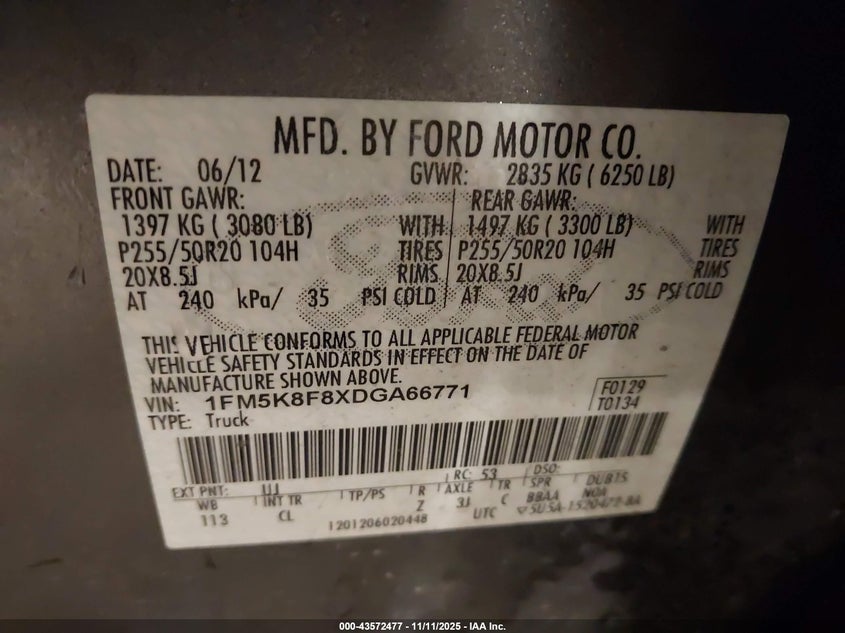 MFD. BY FORD MOTOR CO.
DATE: 06/12 GVWR: 2835 KG ( 6250 LB)
FRONT GAWR: REAR GAWR:
1397 KG ( 3080 LB) WITH 1497 KG ( 3300 LB) WITH
P255/50R20 104H TIRES P255/50R20 104H TIRES
20X8.5J RIMS 20X8.5J RIMS
AT 240 kPa/ 35 PSI COLD AT 240 kPa/ 35 PSI COLD
THIS VEHICLE CONFORMS TO ALL APPLICABLE FEDERAL MOTOR
VEHICLE SAFETY STANDARDS IN EFFECT ON THE DATE OF
MANUFACTURE SHOWN ABOVE.
VIN: 1FM5K8F8XDGA66771 F0129
TYPE: Truck T0134
RC: 53 DSO:
EXT PNT: UJ
WB INT TR TP/PS R AXLE TR SPR DUB1S
113 CL Z 3J C BBAA NOA
1201206020448 UTC
000-43572477 - 11/11/2025 - IAA Inc.